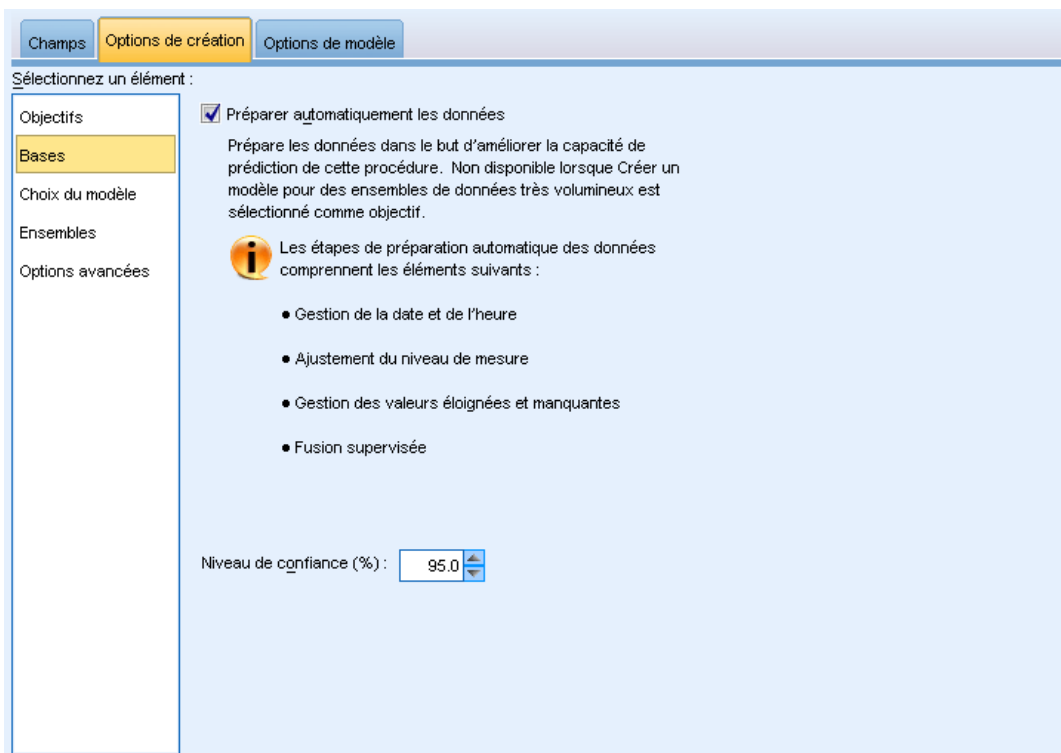 Champs
Options de création
Options de modèle
Sélectionnez un élément :
Objectifs
Bases
Choix du modèle
Ensembles
Options avancées
Préparer automatiquement les données
Prépare les données dans le but d'améliorer la capacité de
prédiction de cette procédure. Non disponible lorsque Créer un
modèle pour des ensembles de données très volumineux est
sélectionné comme objectif.
Les étapes de préparation automatique des données
comprennent les éléments suivants :
● Gestion de la date et de l'heure
● Ajustement du niveau de mesure
● Gestion des valeurs éloignées et manquantes
● Fusion supervisée
Niveau de confiance (%) : 95.0